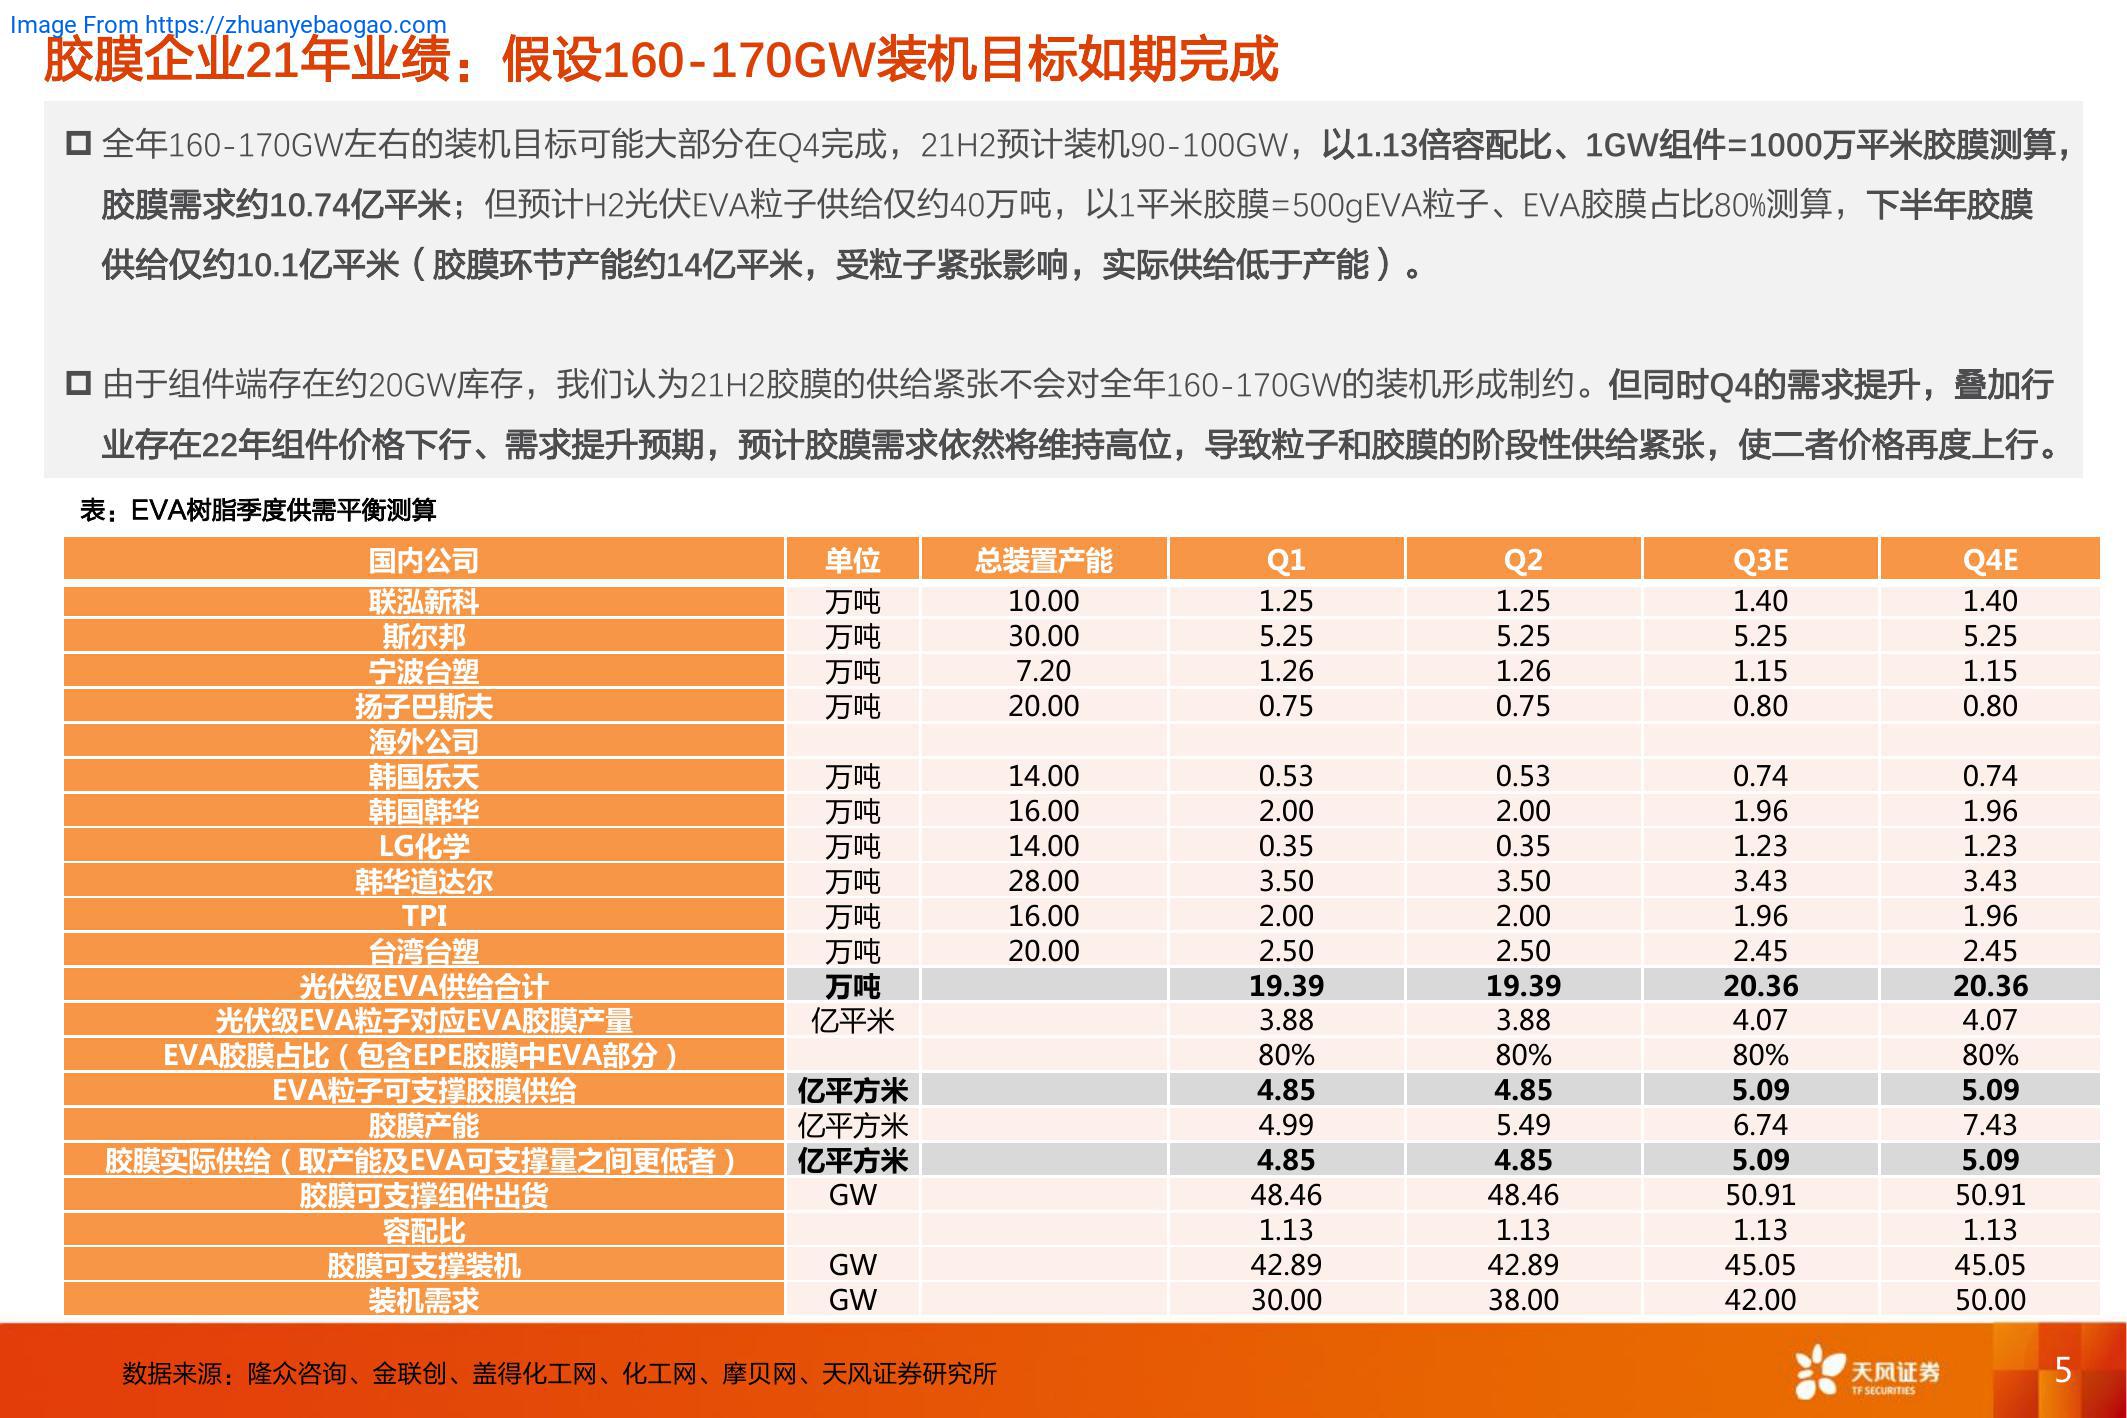 Image From https://zhuanyebaogao.com
胶膜企业21年业绩：假设160-170GW装机目标如期完成
全年160-170GW左右的装机目标可能大部分在Q4完成，21H2预计装机90-100GW，以1.13倍容配比、1GW组件=1000万平米胶膜测算，
胶膜需求约10.74亿平米；但预计H2光伏EVA粒子供给仅约40万吨，以1平米胶膜=500gEVA粒子、EVA胶膜占比80%测算，下半年胶膜
供给仅约10.1亿平米（胶膜环节产能约14亿平米，受粒子紧张影响，实际供给低于产能）。
由于组件端存在约20GW库存，我们认为21H2胶膜的供给紧张不会对全年160-170GW的装机形成制约。但同时Q4的需求提升，叠加行
业存在22年组件价格下行、需求提升预期，预计胶膜需求依然将维持高位，导致粒子和胶膜的阶段性供给紧张，使二者价格再度上行。
表：EVA树脂季度供需平衡测算
国内公司 单位 总装置产能 Q1 Q2 Q3E Q4E
联泓新科 万吨 10.00 1.25 1.25 1.40 1.40
斯尔邦 万吨 30.00 5.25 5.25 5.25 5.25
宁波台塑 万吨 7.20 1.26 1.26 1.15 1.15
扬子巴斯夫 万吨 20.00 0.75 0.75 0.80 0.80
海外公司
韩国乐天 万吨 14.00 0.53 0.53 0.74 0.74
韩国韩华 万吨 16.00 2.00 2.00 1.96 1.96
LG化学 万吨 14.00 0.35 0.35 1.23 1.23
韩华道达尔 万吨 28.00 3.50 3.50 3.43 3.43
TPI 万吨 16.00 2.00 2.00 1.96 1.96
台湾台塑 万吨 20.00 2.50 2.50 2.45 2.45
光伏级EVA供给合计 万吨 19.39 19.39 20.36 20.36
光伏级EVA粒子对应EVA胶膜产量 亿平米 3.88 3.88 4.07 4.07
EVA胶膜占比（包含EPE胶膜中EVA部分） 80% 80% 80% 80%
EVA粒子可支撑胶膜供给 亿平方米 4.85 4.85 5.09 5.09
胶膜产能 亿平方米 4.99 5.49 6.74 7.43
胶膜实际供给（取产能及EVA可支撑量之间更低者） 亿平方米 4.85 4.85 5.09 5.09
胶膜可支撑组件出货 GW 48.46 48.46 50.91 50.91
容配比 1.13 1.13 1.13 1.13
胶膜可支撑装机 GW 42.89 42.89 45.05 45.05
装机需求 GW 30.00 38.00 42.00 50.00
数据来源：隆众咨询、金联创、盖得化工网、化工网、摩贝网、天风证券研究所
天风证券
TF SECURITIES
5